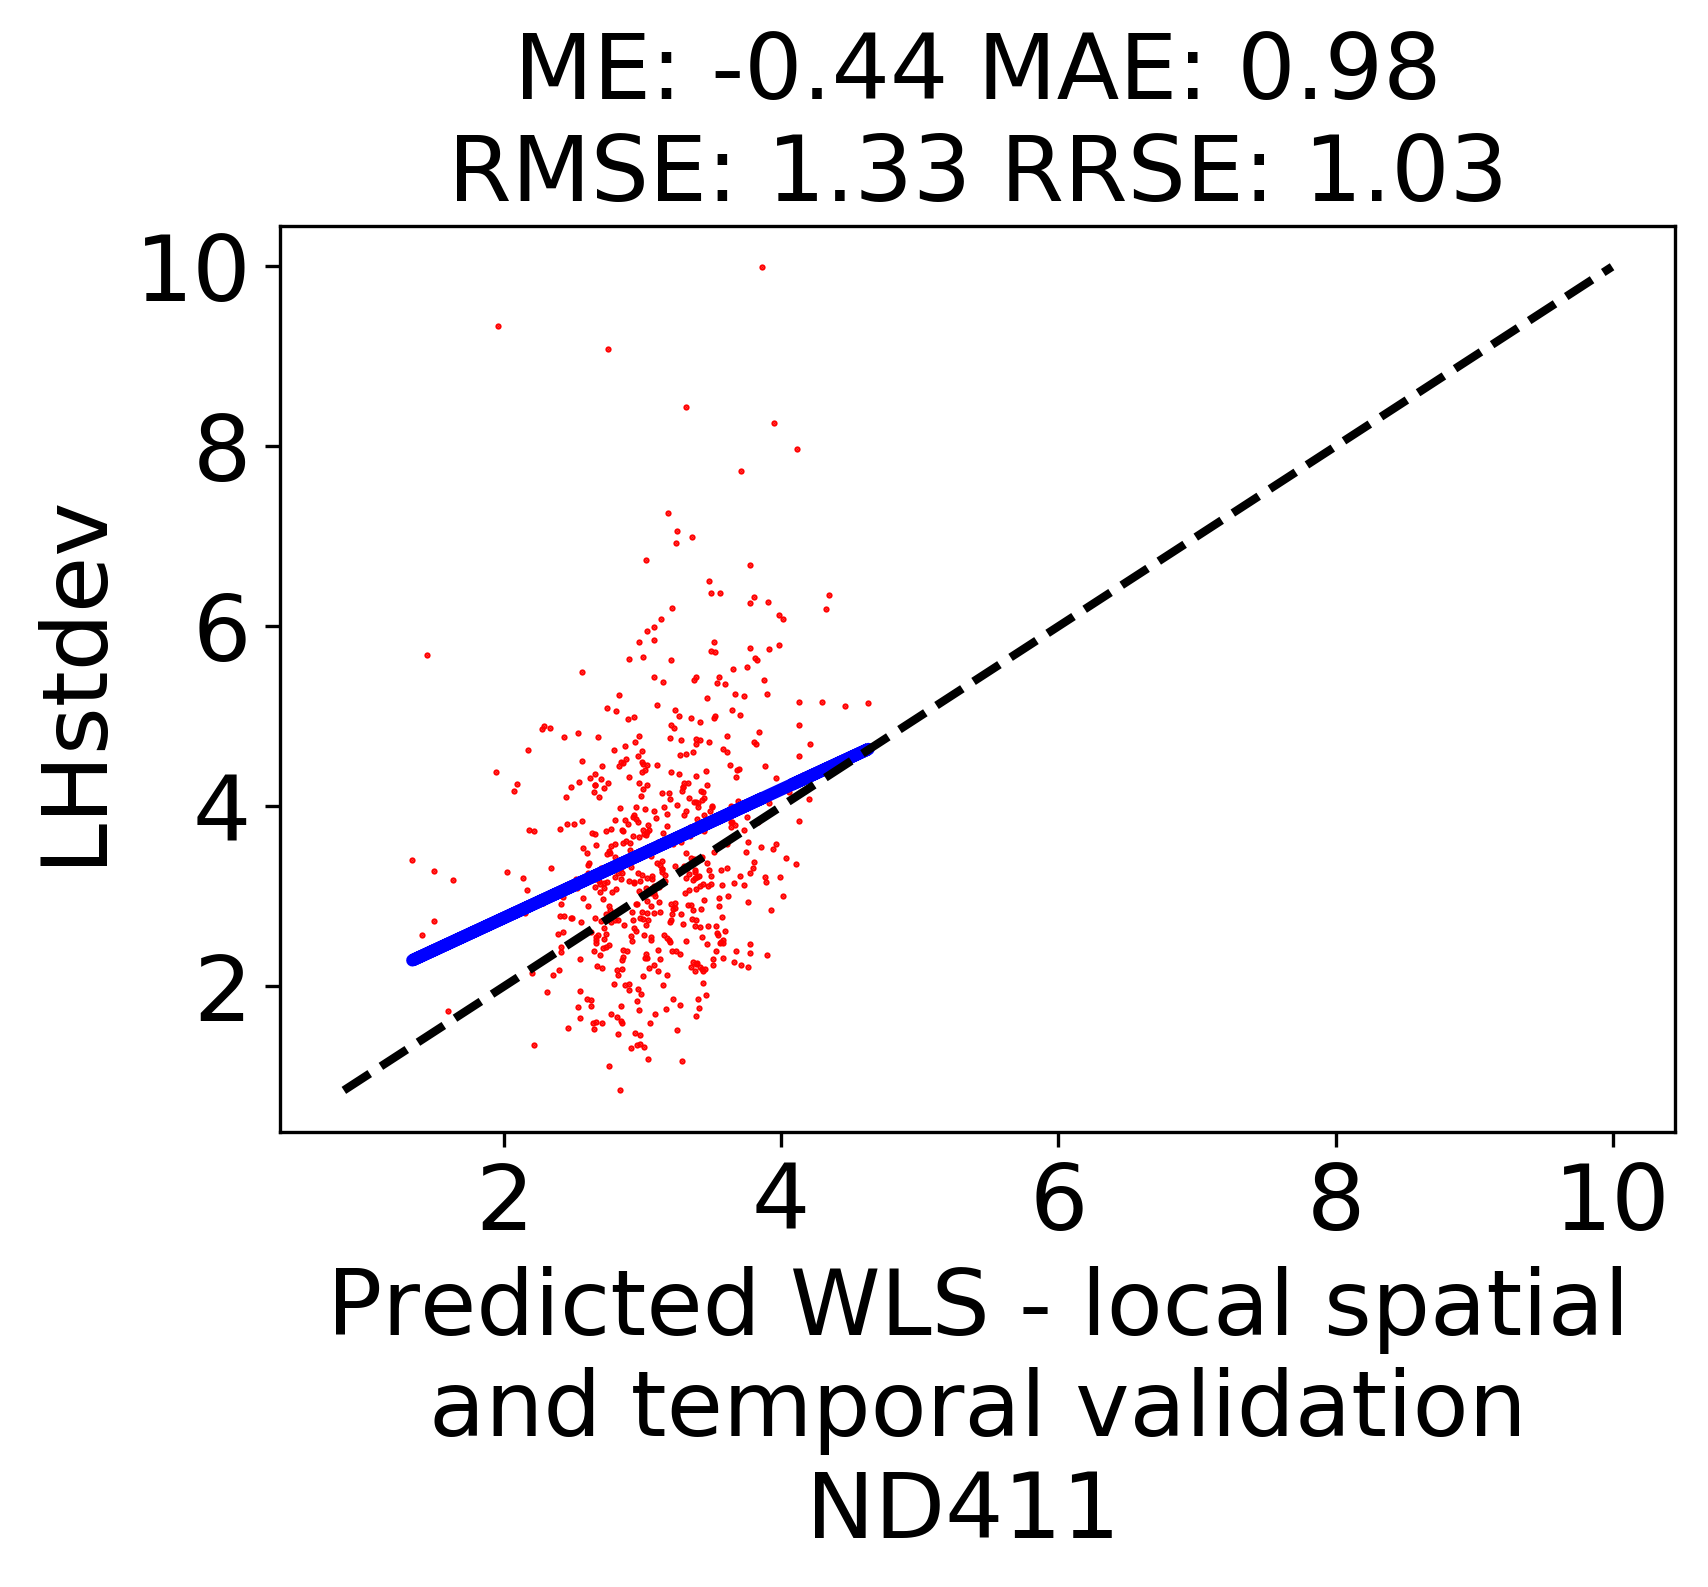 ME: -0.44 MAE: 0.98
RMSE: 1.33 RRSE: 1.03
10
8
6
4
2
LHstdev
2 4 6 8 10
Predicted WLS - local spatial
and temporal validation
ND411